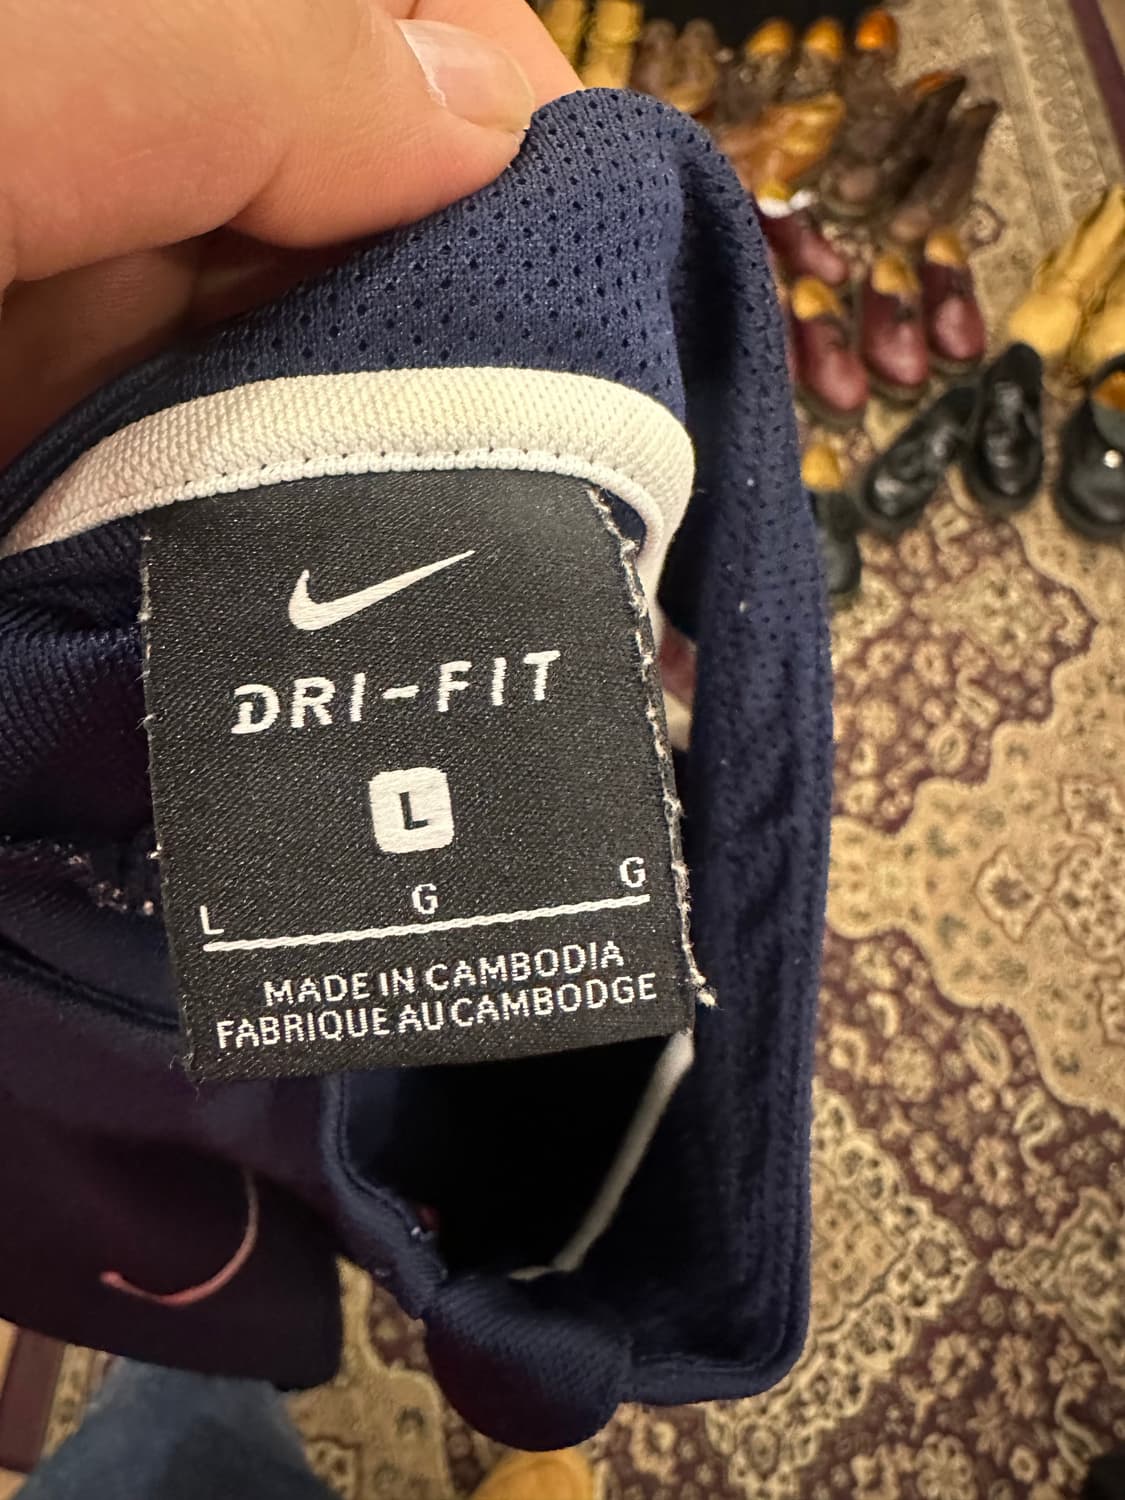 DRI-FIT
L
L G G
MADE IN CAMBODIA
FABRIQUE AU CAMBODGE